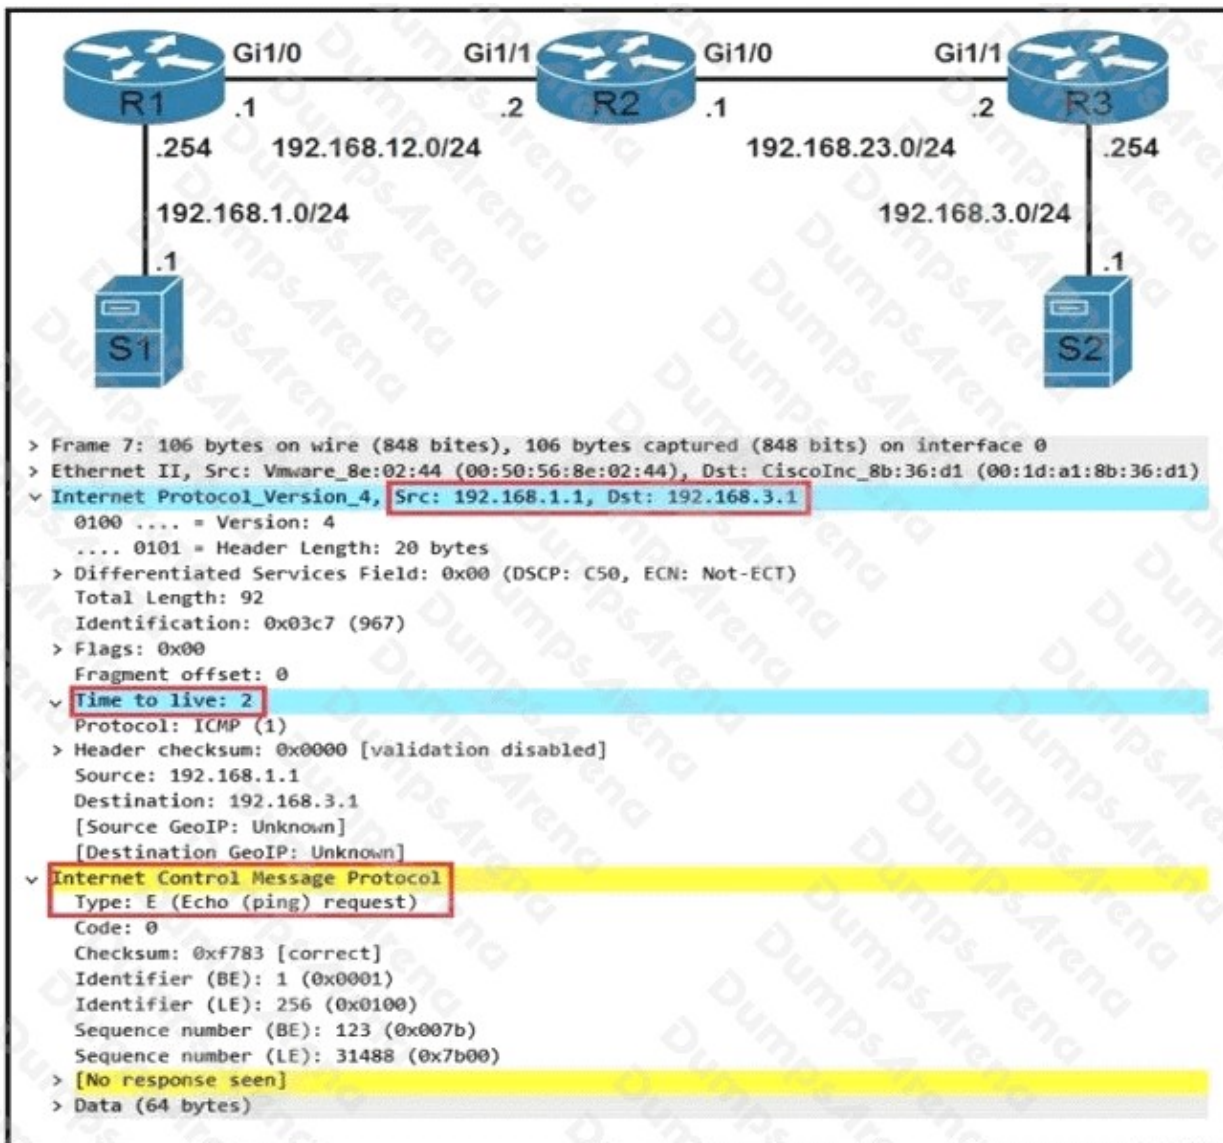 Gi1/0 Gi1/1 Gi1/0 Gi1/1
R1 R2 R3
.1 .2 .1 .2
.254 192.168.12.0/24 192.168.23.0/24 .254
192.168.1.0/24 192.168.3.0/24
.1 .1
S1 S2
> Frame 7: 106 bytes on wire (848 bites), 106 bytes captured (848 bits) on interface 0
> Ethernet II, Src: Vmware_8e:02:44 (00:50:56:8e:02:44), Dst: CiscoInc_8b:36:d1 (00:1d:a1:8b:36:d1)
Internet Protocol_Version_4, Src: 192.168.1.1, Dst: 192.168.3.1
0100 .... = Version: 4
.... 0101 = Header Length: 20 bytes
> Differentiated Services Field: 0x00 (DSCP: C50, ECN: Not-ECT)
Total Length: 92
Identification: 0x03c7 (967)
> Flags: 0x00
Fragment offset: 0
Time to live: 2
Protocol: ICMP (1)
> Header checksum: 0x0000 [validation disabled]
Source: 192.168.1.1
Destination: 192.168.3.1
[Source GeoIP: Unknown]
[Destination GeoIP: Unknown]
Internet Control Message Protocol
Type: E (Echo (ping) request)
Code: 0
Checksum: 0xf783 [correct]
Identifier (BE): 1 (0x0001)
Identifier (LE): 256 (0x0100)
Sequence number (BE): 123 (0x007b)
Sequence number (LE): 31488 (0x7b00)
> [No response seen]
> Data (64 bytes)
DumpsArena